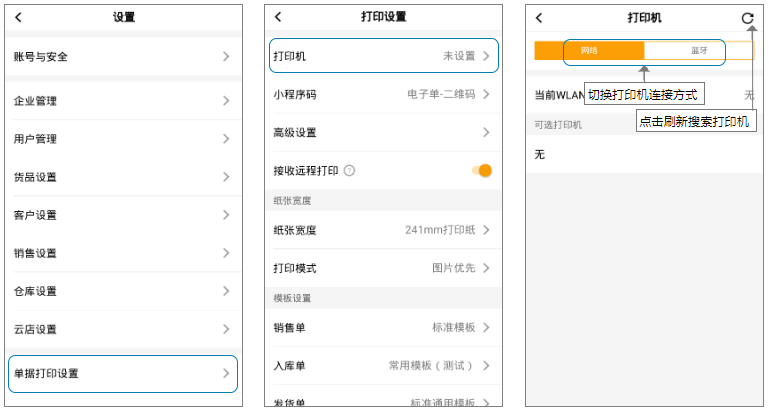 设置
账号与安全
企业管理
用户管理
货品设置
客户设置
销售设置
仓库设置
云店设置
单据打印设置
打印设置
打印机 未设置
小程序码 电子单-二维码
高级设置
接收远程打印 ?
纸张宽度
纸张宽度 241mm打印纸
打印模式 图片优先
模板设置
销售单 标准模板
入库单 常用模板（测试）
发货单 标准通用模板
打印机
网络 蓝牙
当前WLAN 无
切换打印机连接方式
点击刷新搜索打印机
可选打印机
无